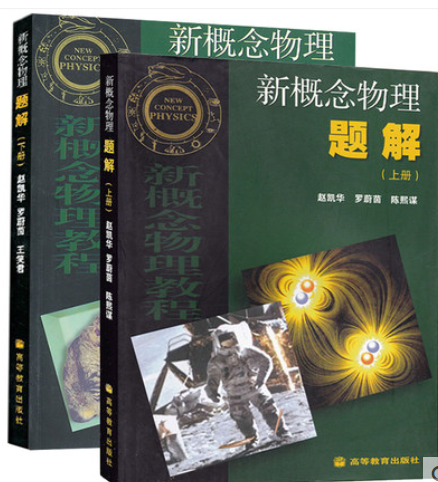 新概念物理
题解
(下册)
赵凯华 罗蔚茵 王笑君
高等教育出版社
NEW
CONCEPT
PHYSICS
新概念物理
新概念物理教程
新概念物理
题解
(上册)
赵凯华 罗蔚茵 陈熙谋
高等教育出版社
NEW
CONCEPT
PHYSICS
新概念物理教程
新概念物理
题解
(上册)
赵凯华 罗蔚茵 陈熙谋
高等教育出版社